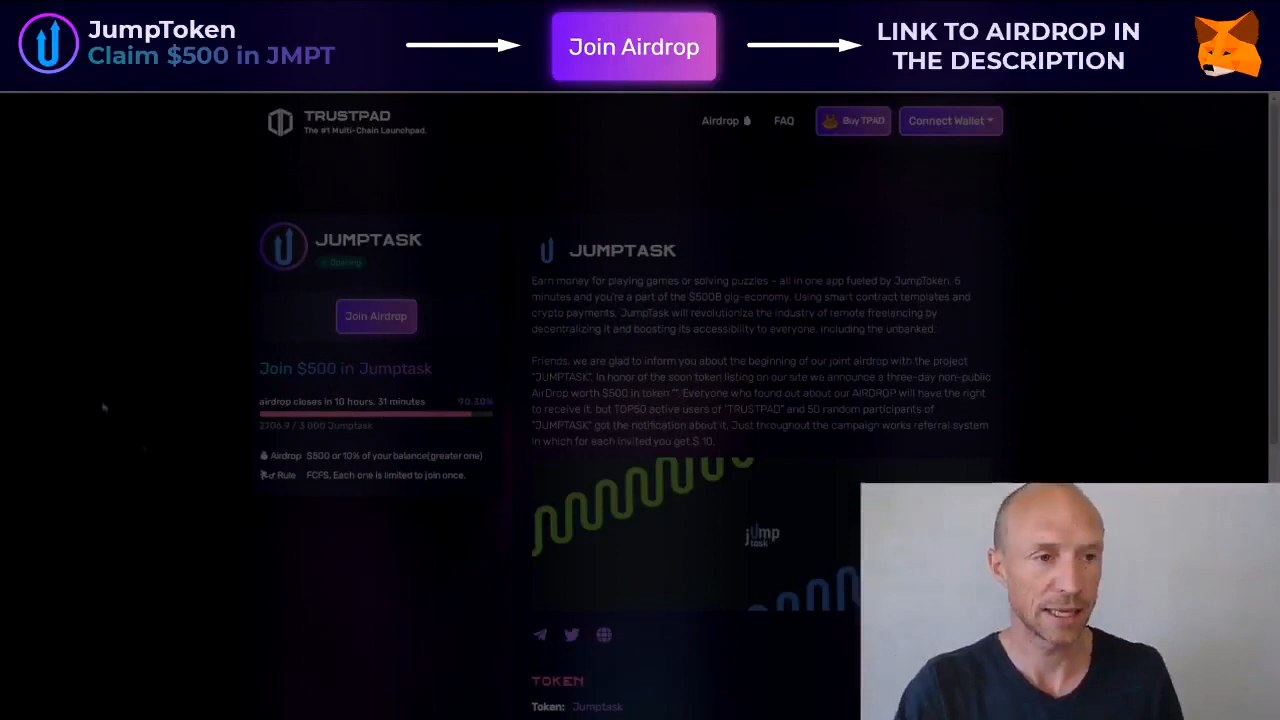 JumpToken
Claim $500 in JMPT
Join Airdrop
LINK TO AIRDROP IN
THE DESCRIPTION
TRUSTPAD
The #1 Multi-Chain Launchpad.
Airdrop
FAQ
Buy TPAD
Connect Wallet
JUMPTASK
Opening
Join Airdrop
Join $500 in Jumptask
airdrop closes in 10 hours, 31 minutes
90.30%
2706.9 / 3 000 Jumptask
Airdrop $500 or 10% of your balance(greater one)
Rule FCFS, Each one is limited to join once.
JUMPTASK
Earn money for playing games or solving puzzles – all in one app fueled by JumpToken. 5
minutes and you're a part of the $500B gig-economy. Using smart contract templates and
crypto payments, JumpTask will revolutionize the industry of remote freelancing by
decentralizing it and boosting its accessibility to everyone, including the unbanked.
Friends, we are glad to inform you about the beginning of our joint airdrop with the project
"JUMPTASK". In honor of the soon token listing on our site we announce a three-day non-public
AirDrop worth $500 in token "". Everyone who found out about our AIRDROP will have the right
to receive it, but TOP50 active users of "TRUSTPAD" and 50 random participants of
"JUMPTASK" got the notification about it. Just throughout the campaign works referral system
in which for each invited you get $ 10.
jump
task
TOKEN
Token: Jumptask